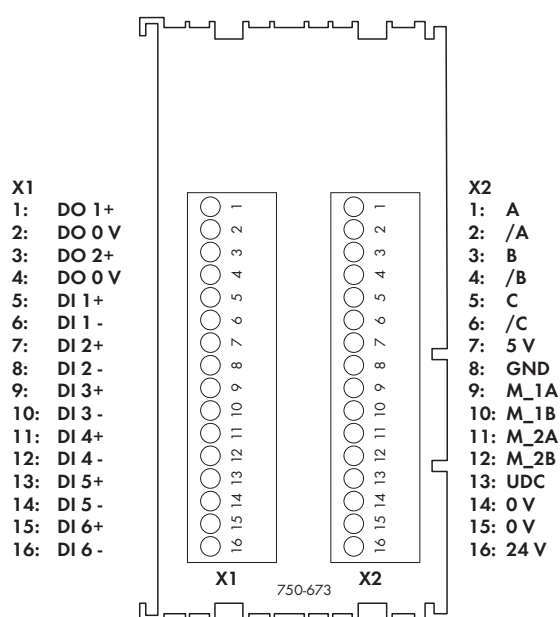 X1
1: DO 1+
2: DO 0 V
3: DO 2+
4: DO 0 V
5: DI 1+
6: DI 1 -
7: DI 2+
8: DI 2 -
9: DI 3+
10: DI 3 -
11: DI 4+
12: DI 4 -
13: DI 5+
14: DI 5 -
15: DI 6+
16: DI 6 -
1
2
3
4
5
6
7
8
9
10
11
12
13
14
15
16
X1
1
2
3
4
5
6
7
8
9
10
11
12
13
14
15
16
X2
750-673
X2
1: A
2: /A
3: B
4: /B
5: C
6: /C
7: 5 V
8: GND
9: M_1A
10: M_1B
11: M_2A
12: M_2B
13: UDC
14: 0 V
15: 0 V
16: 24 V